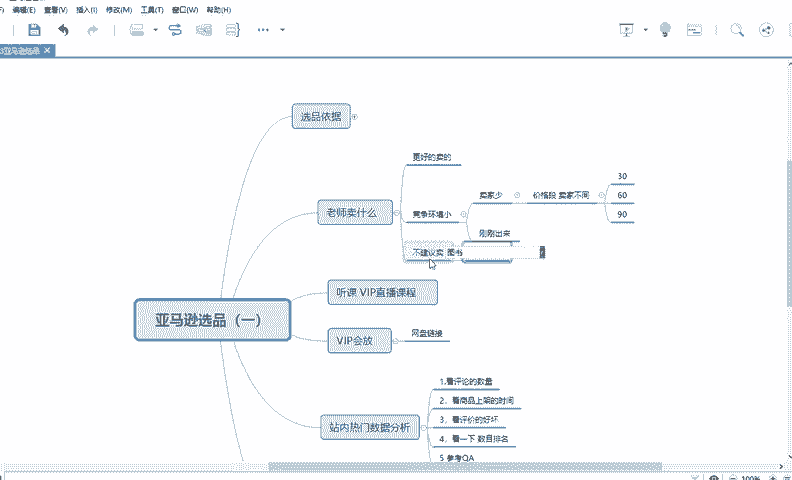 编辑(E) 查看(V) 插入(I) 修改(M) 工具(T) 窗口(W) 帮助(H)
亚马逊选品
选品依据
更好的卖的
老师卖什么
竞争环境小
卖家少
价格段 卖家不同
30
60
90
刚刚出来
不建议卖 图书
听课 VIP直播课程
亚马逊选品（一）
VIP会放
网盘链接
站内热门数据分析
1.看评论的数量
2、看商品上架的时间
3、看评价的好坏
4、看一下 数目排名
5 参考QA
100%